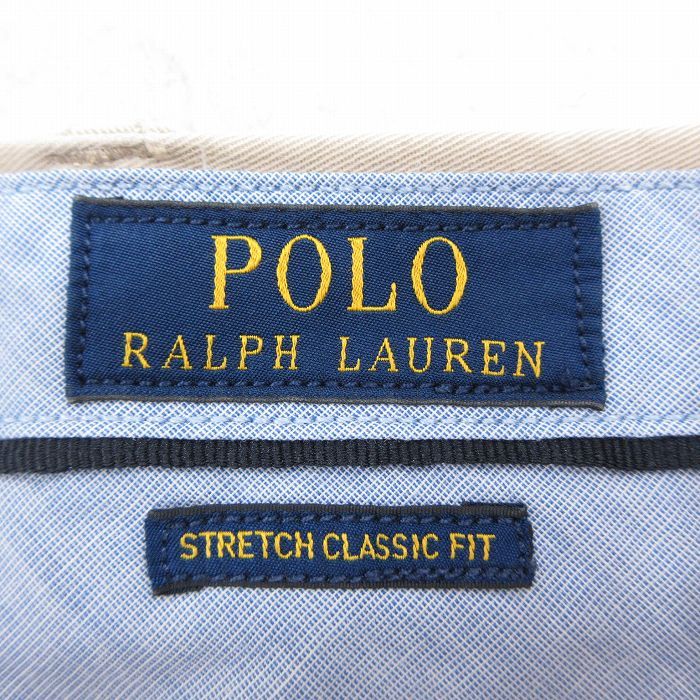 POLO
RALPH LAUREN
STRETCH CLASSIC FIT